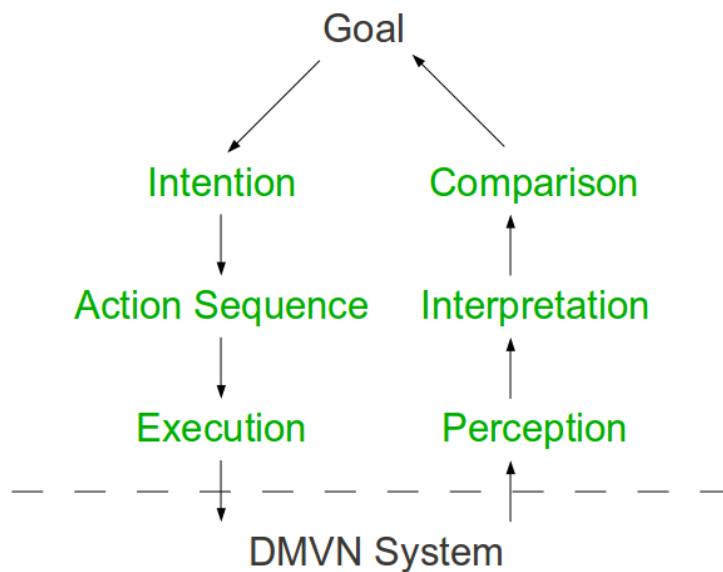 Goal
Intention
Comparison
Action Sequence
Interpretation
Execution
Perception
DMVN System